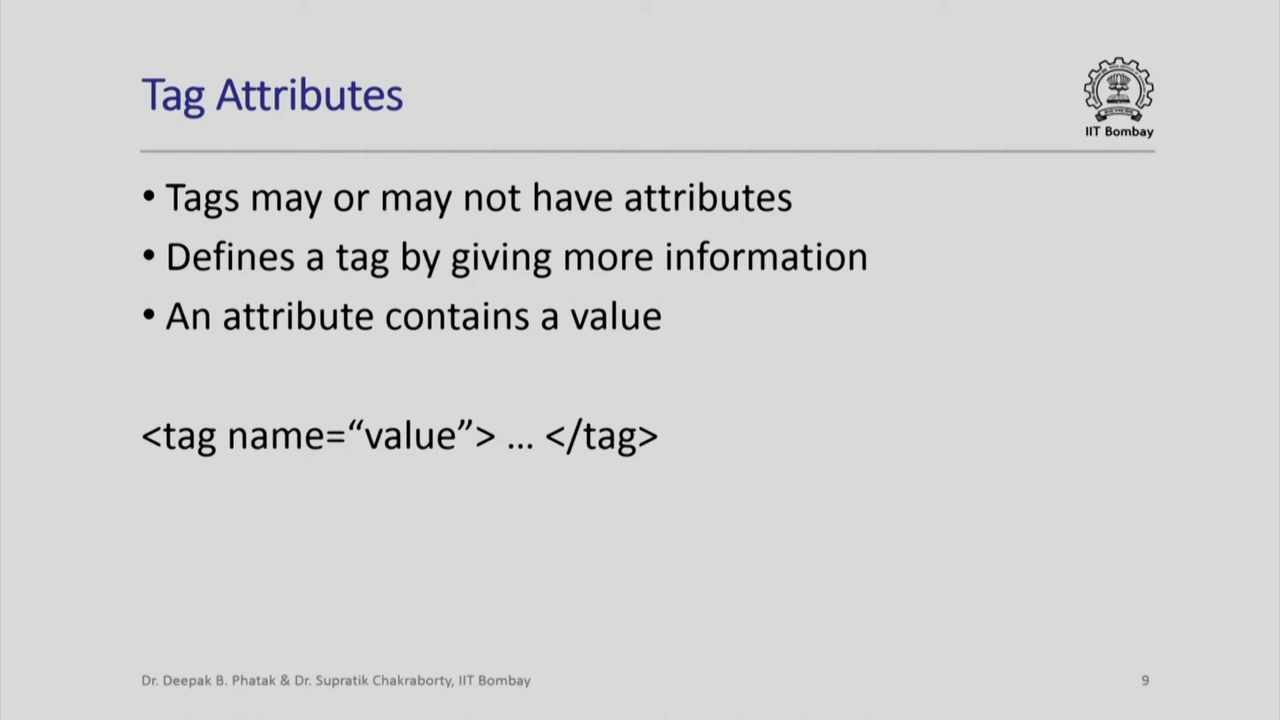 Tag Attributes
IIT Bombay
• Tags may or may not have attributes
• Defines a tag by giving more information
• An attribute contains a value
<tag name=“value”> … </tag>
Dr. Deepak B. Phatak & Dr. Supratik Chakraborty, IIT Bombay
9